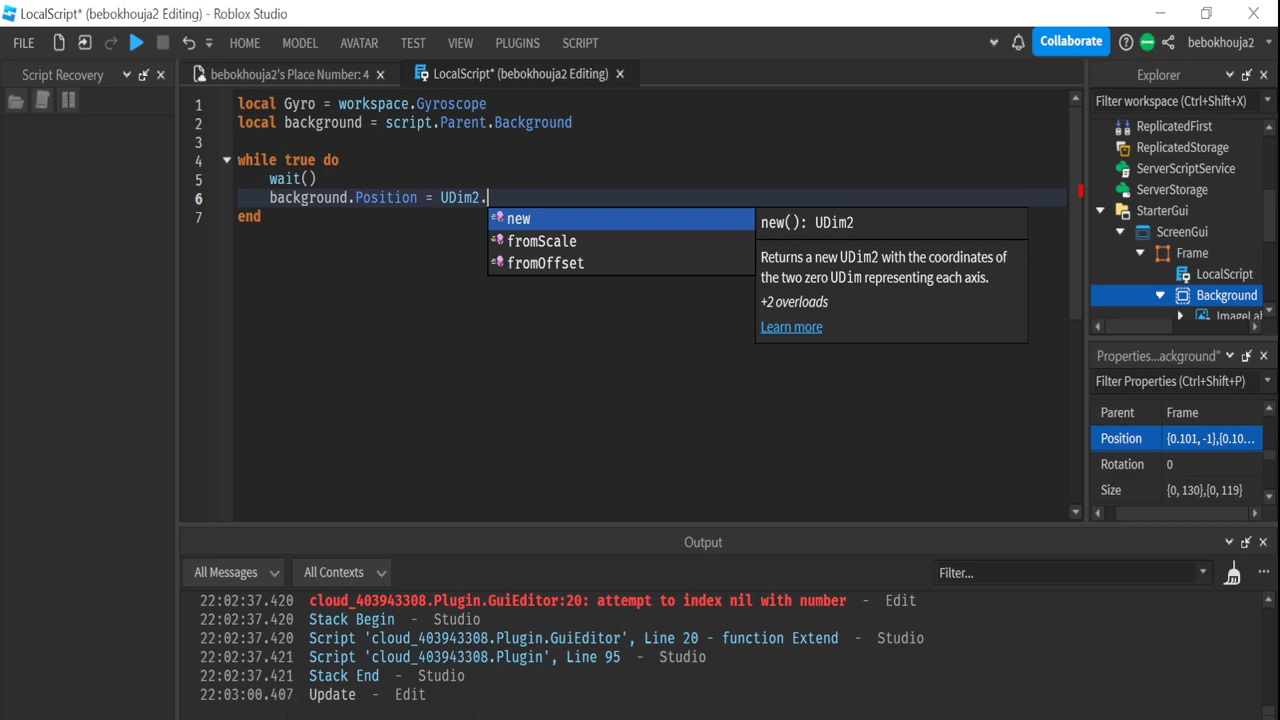 LocalScript* (bebokhouja2 Editing) - Roblox Studio
FILE HOME MODEL AVATAR TEST VIEW PLUGINS SCRIPT Collaborate bebokhouja2
Script Recovery bebokhouja2's Place Number: 4 LocalScript* (bebokhouja2 Editing) Explorer
1 local Gyro = workspace.Gyroscope
2 local background = script.Parent.Background
3
4 while true do
5 wait()
6 background.Position = UDim2.
7 end
new
fromScale
fromOffset
new(): UDim2
Returns a new UDim2 with the coordinates of
the two zero UDim representing each axis.
+2 overloads
Learn more
Filter workspace (Ctrl+Shift+X)
ReplicatedFirst
ReplicatedStorage
ServerScriptService
ServerStorage
StarterGui
ScreenGui
Frame
LocalScript
Background
ImageLab
Properties...ackground"
Filter Properties (Ctrl+Shift+P)
Parent Frame
Position {0.101, -1},{0.10...
Rotation 0
Size {0, 130},{0, 119}
Output
All Messages All Contexts Filter... ...
22:02:37.420 cloud_403943308.Plugin.GuiEditor:20: attempt to index nil with number - Edit
22:02:37.420 Stack Begin - Studio
22:02:37.420 Script 'cloud_403943308.Plugin.GuiEditor', Line 20 - function Extend - Studio
22:02:37.421 Script 'cloud_403943308.Plugin', Line 95 - Studio
22:02:37.421 Stack End - Studio
22:03:00.407 Update - Edit